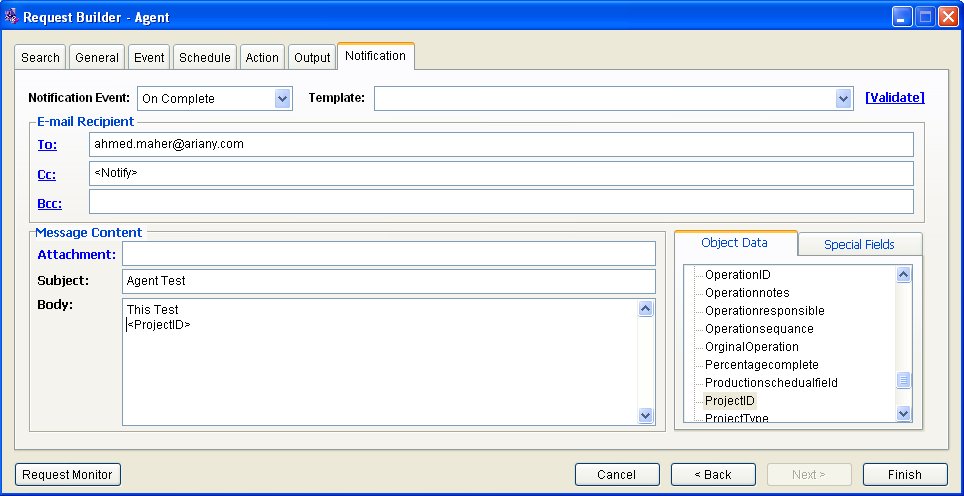 Request Builder - Agent
Search General Event Schedule Action Output Notification
Notification Event: On Complete Template: [Validate]
E-mail Recipient
To: ahmed.maher@ariany.com
Cc: <Notify>
Bcc:
Message Content
Attachment:
Subject: Agent Test
Body: This Test
<ProjectID>
Object Data Special Fields
OperationID
Operationnotes
Operationresponsible
Operationsequance
OrginalOperation
Percentagecomplete
Productionschedualfield
ProjectID
ProjectType
Request Monitor Cancel < Back Next > Finish